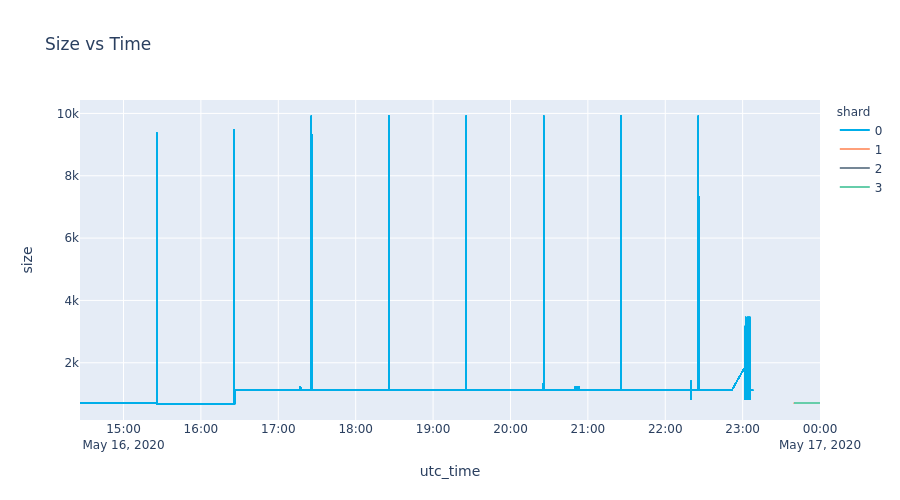 Size vs Time
shard
0
1
2
3
10k
8k
6k
4k
2k
size
15:00
16:00
17:00
18:00
19:00
20:00
21:00
22:00
23:00
00:00
May 16, 2020
May 17, 2020
utc_time